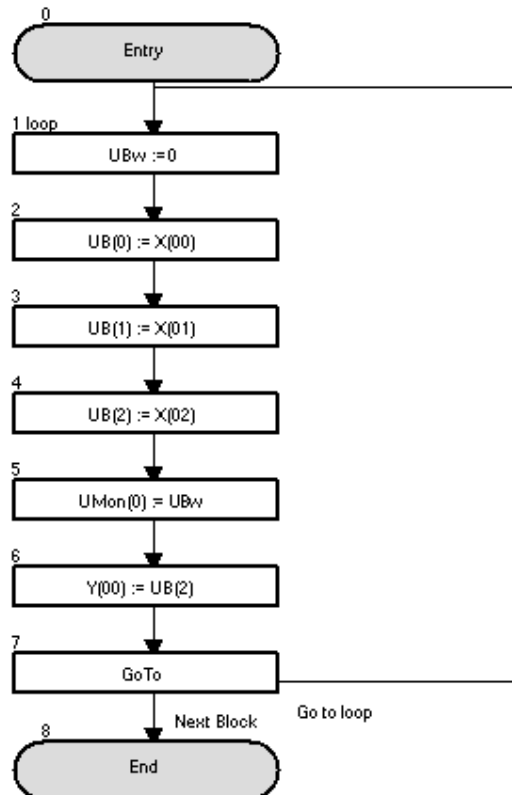 0
Entry
1 loop
UBw :=0
2
UB(0) := X(00)
3
UB(1) := X(01)
4
UB(2) := X(02)
5
UMon(0) := UBw
6
Y(00) := UB(2)
7
GoTo
Next Block
Go to loop
8
End